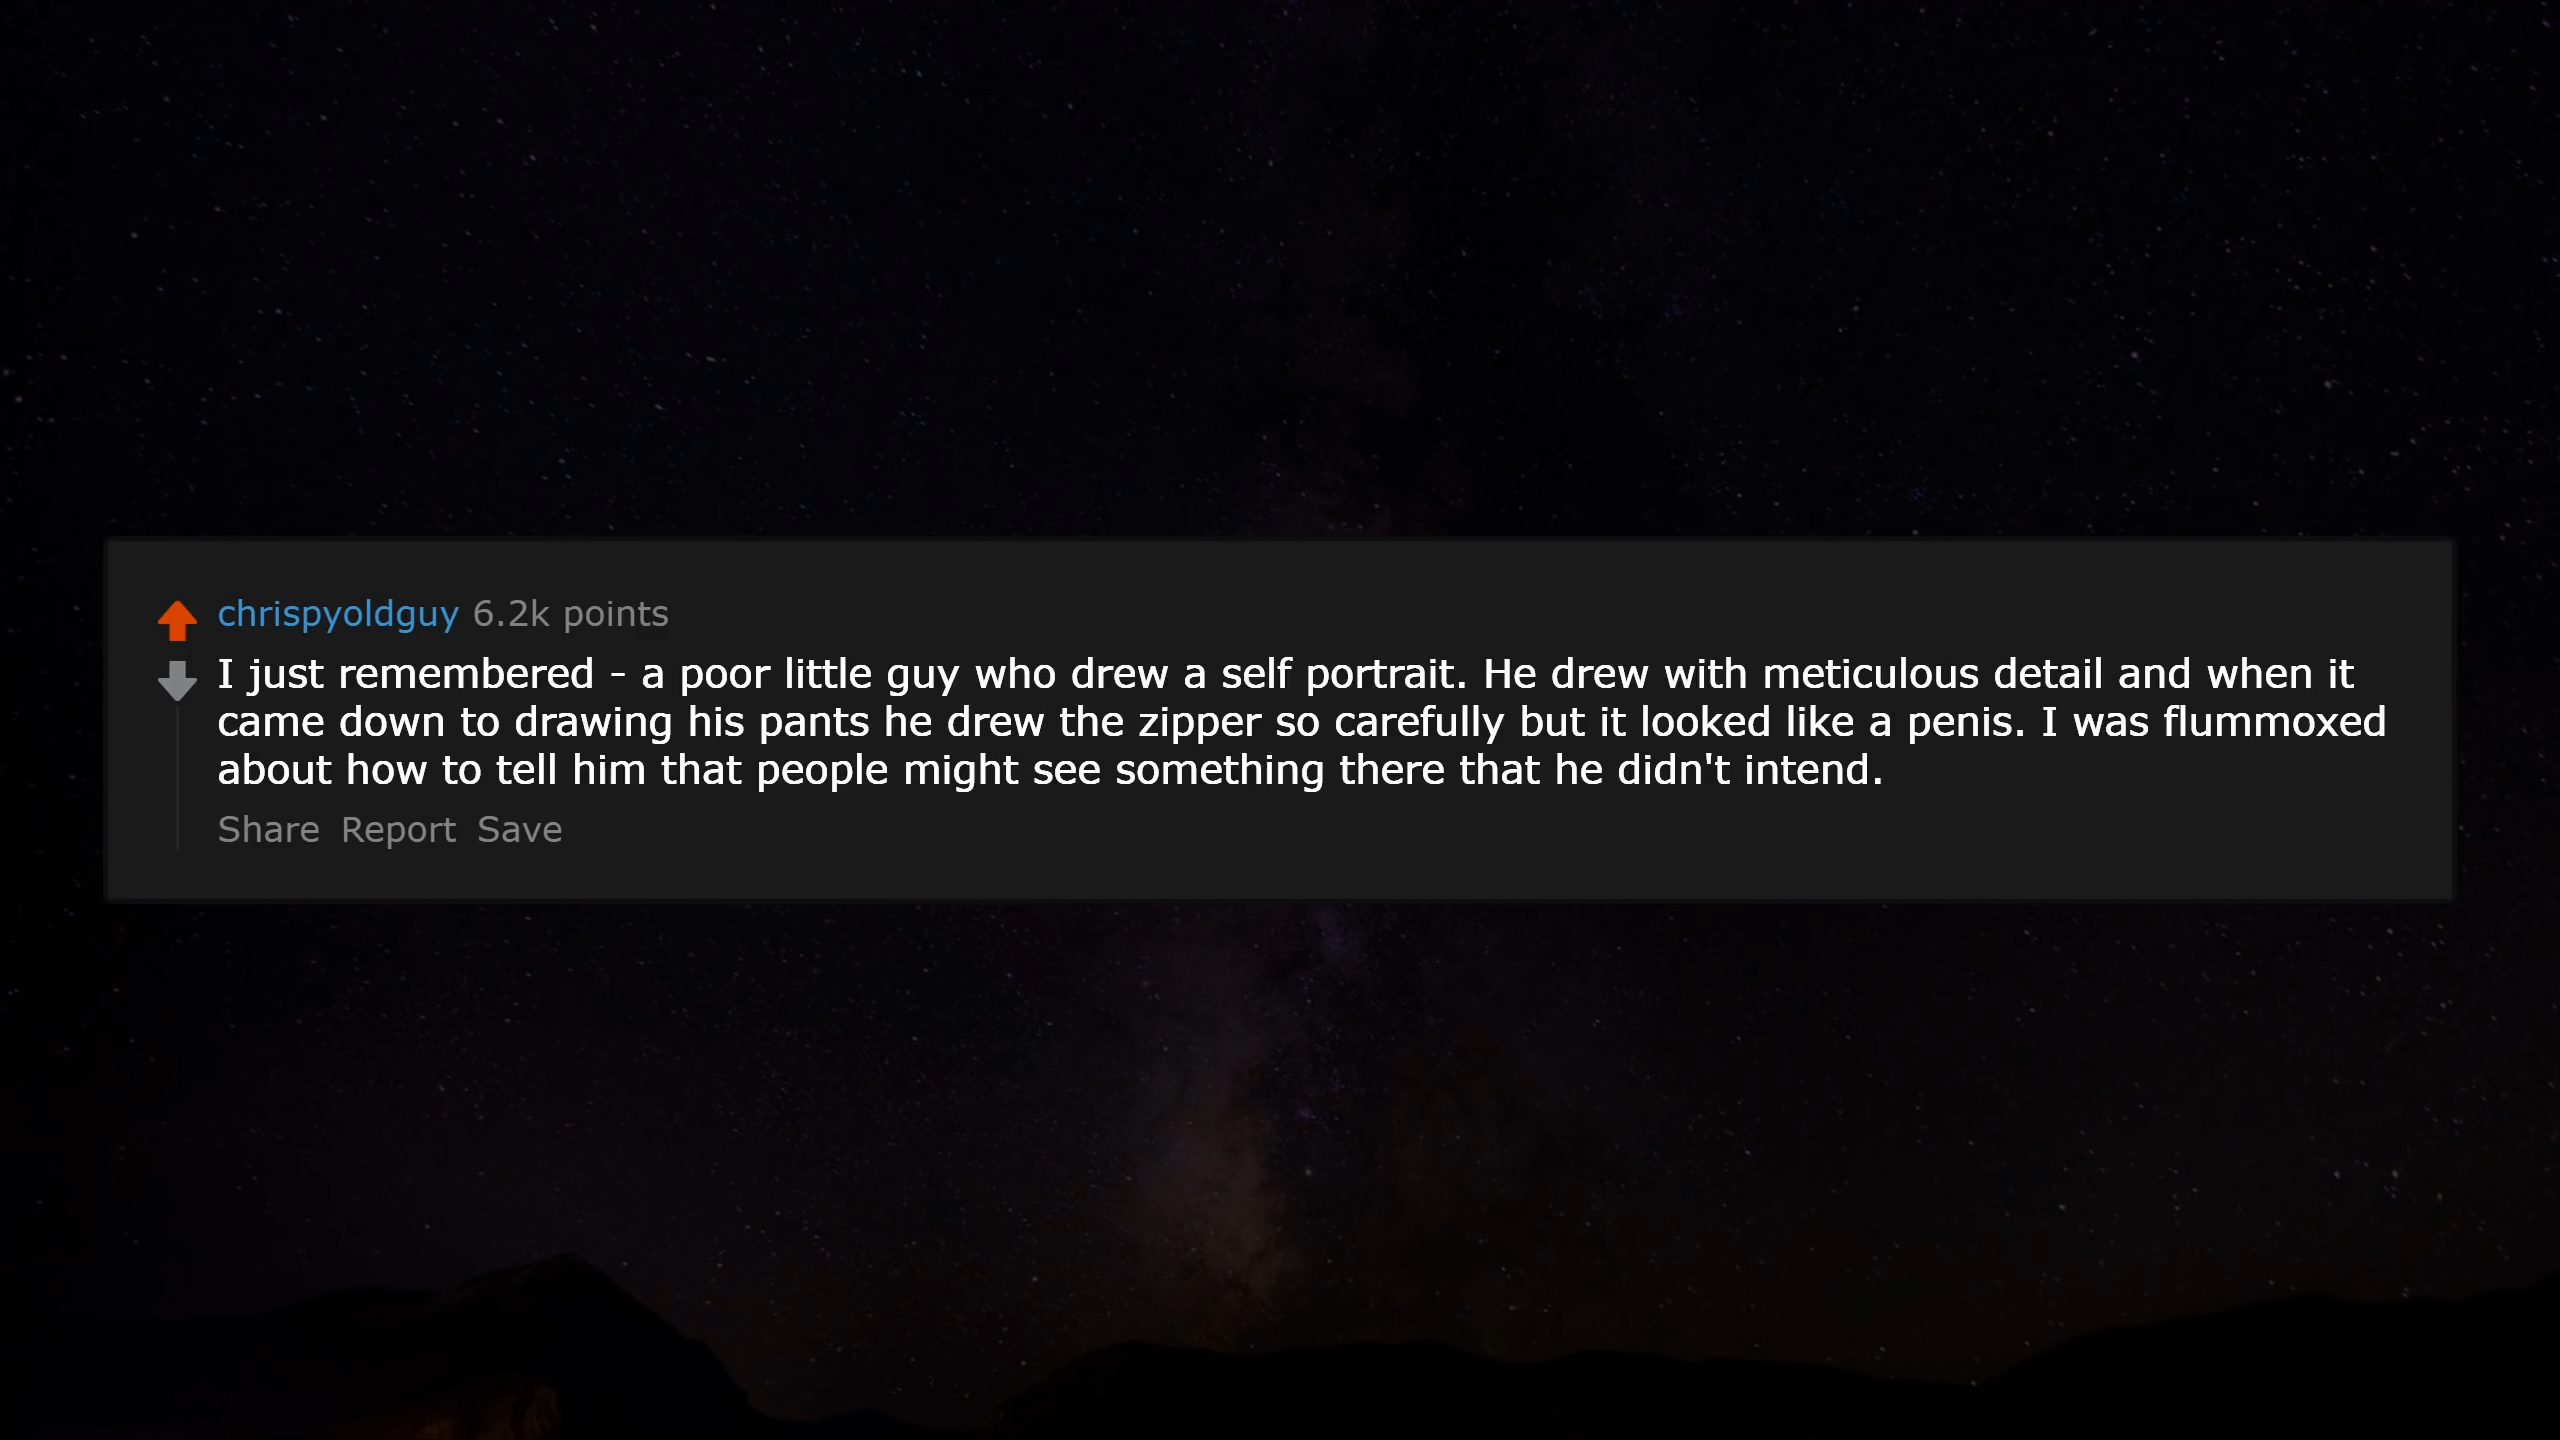 chrispyoldguy 6.2k points
I just remembered - a poor little guy who drew a self portrait. He drew with meticulous detail and when it
came down to drawing his pants he drew the zipper so carefully but it looked like a penis. I was flummoxed
about how to tell him that people might see something there that he didn't intend.
Share Report Save